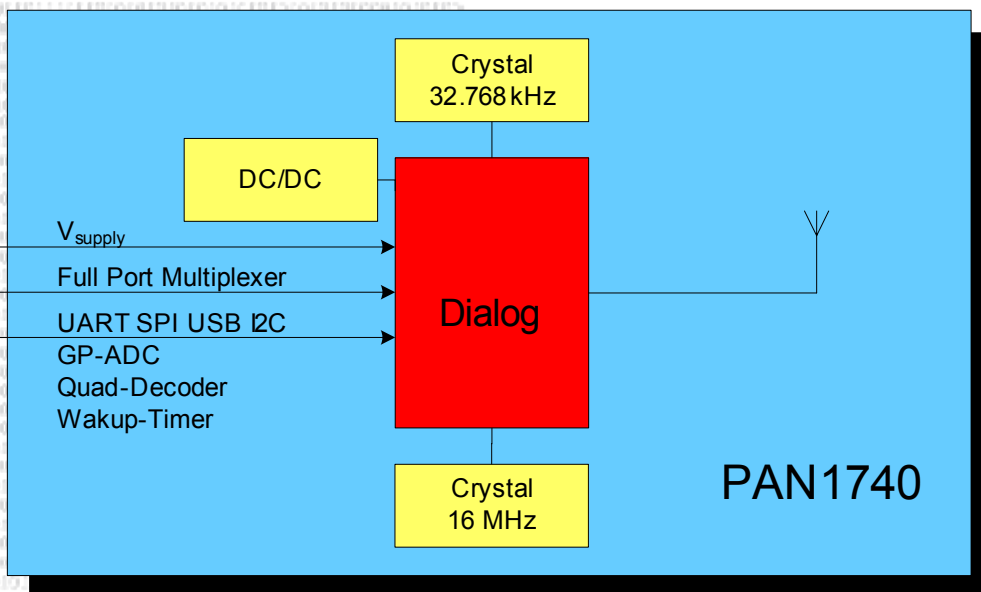 Crystal
32.768 kHz
DC/DC
Vsupply
Full Port Multiplexer
UART SPI USB I2C
GP-ADC
Quad-Decoder
Wakup-Timer
Dialog
Crystal
16 MHz
PAN1740